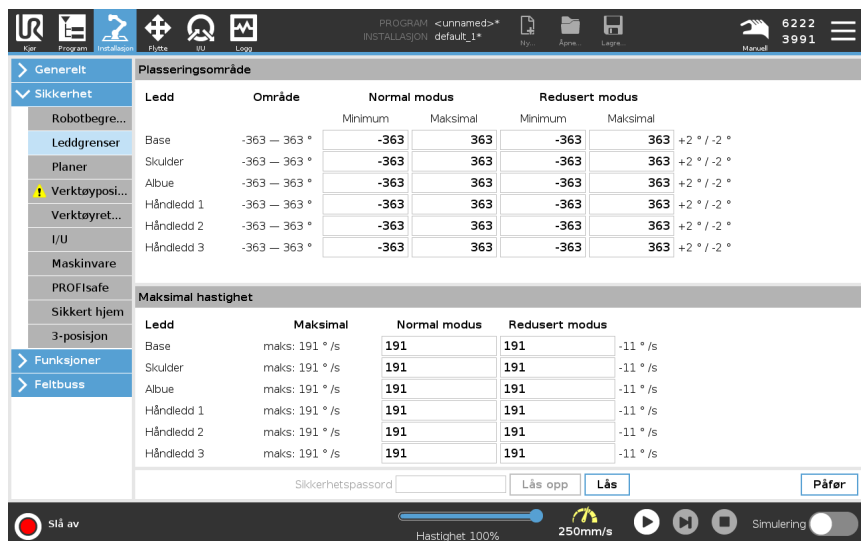 UR
Kjør Program Installasjon Flytte I/U Logg
PROGRAM <unnamed>*
INSTALLASJON default_1*
Ny... Åpne... Lagre...
Manuell
6222
3991
Generelt
Sikkerhet
Robotbegre...
Leddgrenser
Planer
Verktøyposi...
Verktøyret...
I/U
Maskinvare
PROFIsafe
Sikkert hjem
3-posisjon
Funksjoner
Feltbuss
Plasseringsområde
Ledd Område Normal modus Redusert modus
Minimum Maksimal Minimum Maksimal
Base -363 — 363 ° -363 363 -363 363 +2 ° / -2 °
Skulder -363 — 363 ° -363 363 -363 363 +2 ° / -2 °
Albue -363 — 363 ° -363 363 -363 363 +2 ° / -2 °
Håndledd 1 -363 — 363 ° -363 363 -363 363 +2 ° / -2 °
Håndledd 2 -363 — 363 ° -363 363 -363 363 +2 ° / -2 °
Håndledd 3 -363 — 363 ° -363 363 -363 363 +2 ° / -2 °
Maksimal hastighet
Ledd Maksimal Normal modus Redusert modus
Base maks: 191 ° /s 191 191 -11 ° /s
Skulder maks: 191 ° /s 191 191 -11 ° /s
Albue maks: 191 ° /s 191 191 -11 ° /s
Håndledd 1 maks: 191 ° /s 191 191 -11 ° /s
Håndledd 2 maks: 191 ° /s 191 191 -11 ° /s
Håndledd 3 maks: 191 ° /s 191 191 -11 ° /s
Sikkerhetspassord Lås opp Lås Påfør
Slå av
Hastighet 100%
250mm/s
Simulering